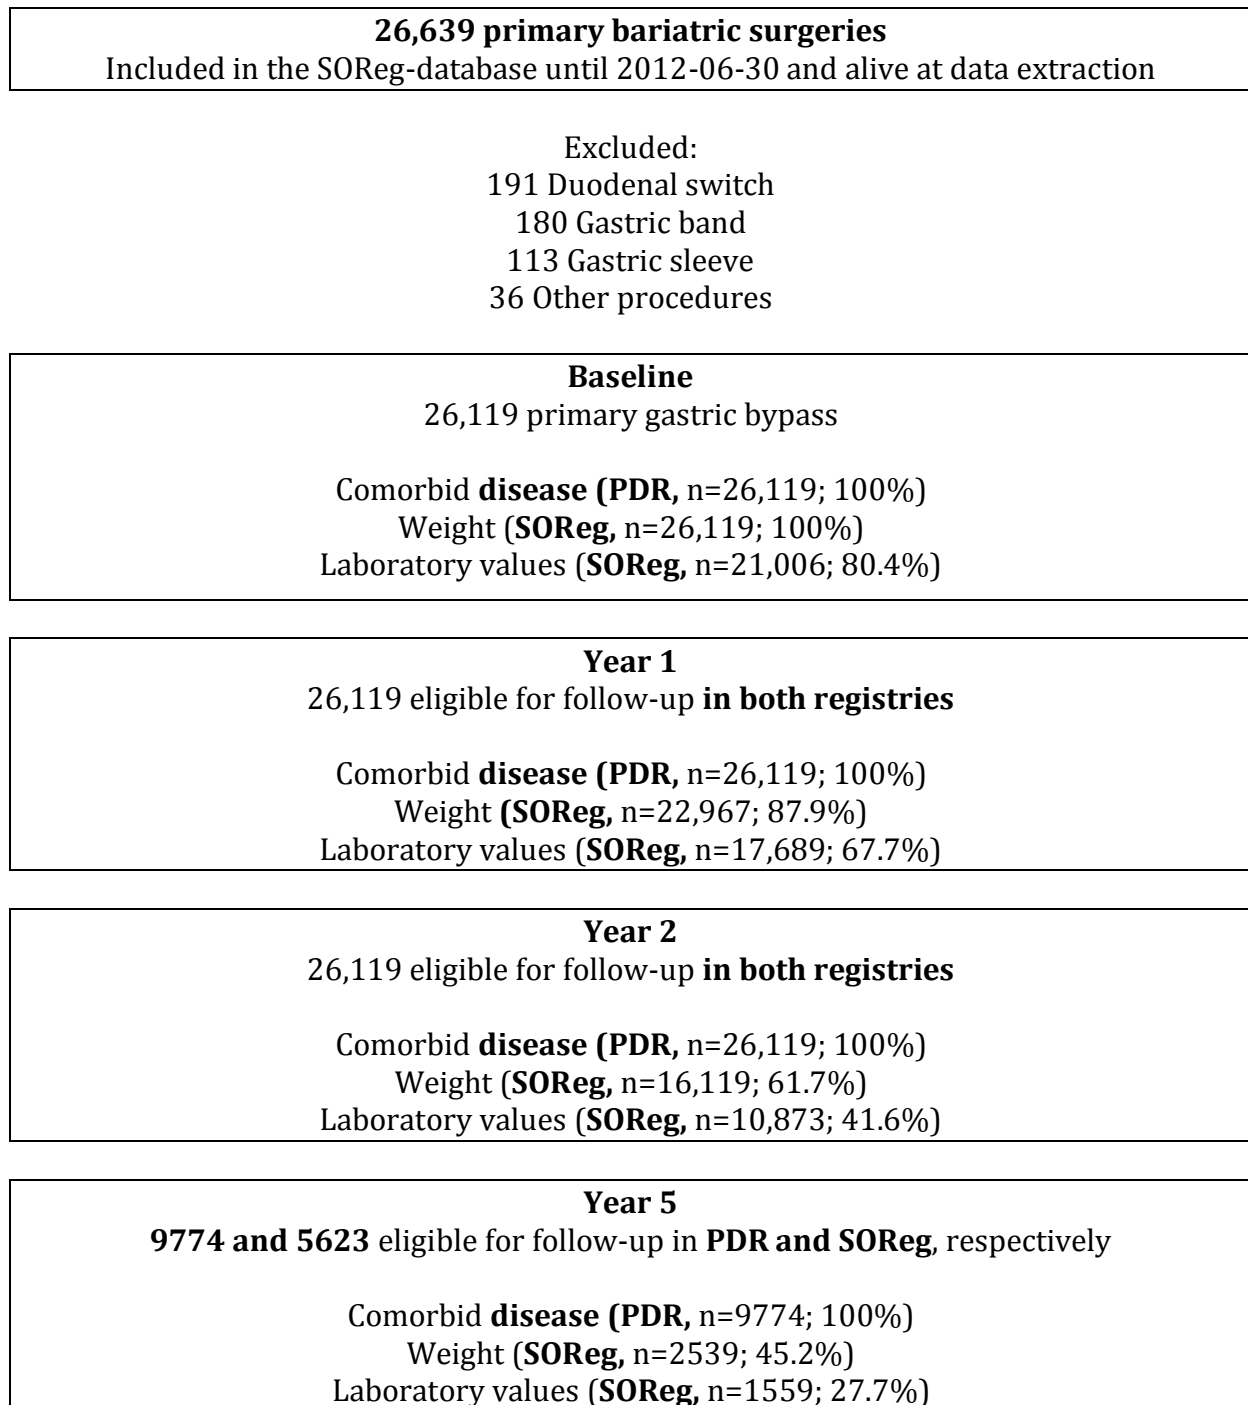 26,639 primary bariatric surgeries
Included in the SOReg-database until 2012-06-30 and alive at data extraction
Excluded:
191 Duodenal switch
180 Gastric band
113 Gastric sleeve
36 Other procedures
Baseline
26,119 primary gastric bypass
Comorbid disease (PDR, n=26,119; 100%)
Weight (SOReg, n=26,119; 100%)
Laboratory values (SOReg, n=21,006; 80.4%)
Year 1
26,119 eligible for follow-up in both registries
Comorbid disease (PDR, n=26,119; 100%)
Weight (SOReg, n=22,967; 87.9%)
Laboratory values (SOReg, n=17,689; 67.7%)
Year 2
26,119 eligible for follow-up in both registries
Comorbid disease (PDR, n=26,119; 100%)
Weight (SOReg, n=16,119; 61.7%)
Laboratory values (SOReg, n=10,873; 41.6%)
Year 5
9774 and 5623 eligible for follow-up in PDR and SOReg, respectively
Comorbid disease (PDR, n=9774; 100%)
Weight (SOReg, n=2539; 45.2%)
Laboratory values (SOReg, n=1559; 27.7%)